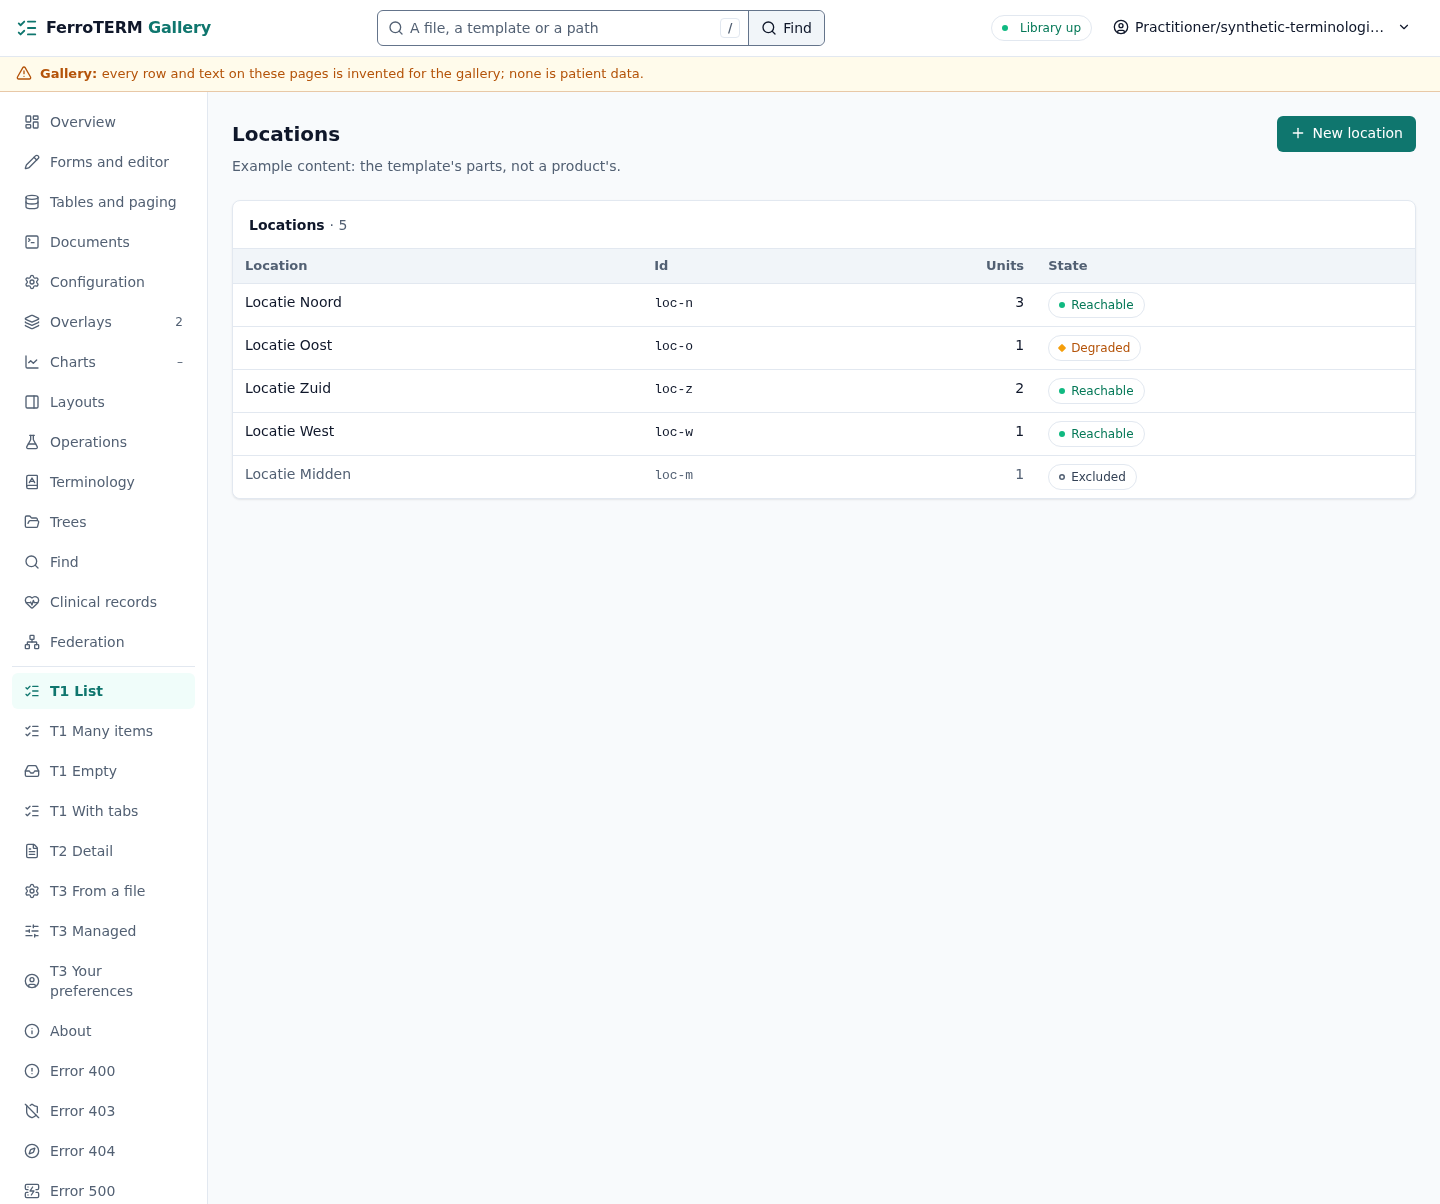 FerroTERM Gallery
A file, a template or a path
/
Find
Library up
Practitioner/synthetic-terminologi...
Gallery: every row and text on these pages is invented for the gallery; none is patient data.
Overview
Forms and editor
Tables and paging
Documents
Configuration
Overlays 2
Charts –
Layouts
Operations
Terminology
Trees
Find
Clinical records
Federation
T1 List
T1 Many items
T1 Empty
T1 With tabs
T2 Detail
T3 From a file
T3 Managed
T3 Your
preferences
About
Error 400
Error 403
Error 404
Error 500
Locations
New location
Example content: the template's parts, not a product's.
Locations · 5
Location Id Units State
Locatie Noord loc-n 3 Reachable
Locatie Oost loc-o 1 Degraded
Locatie Zuid loc-z 2 Reachable
Locatie West loc-w 1 Reachable
Locatie Midden loc-m 1 Excluded